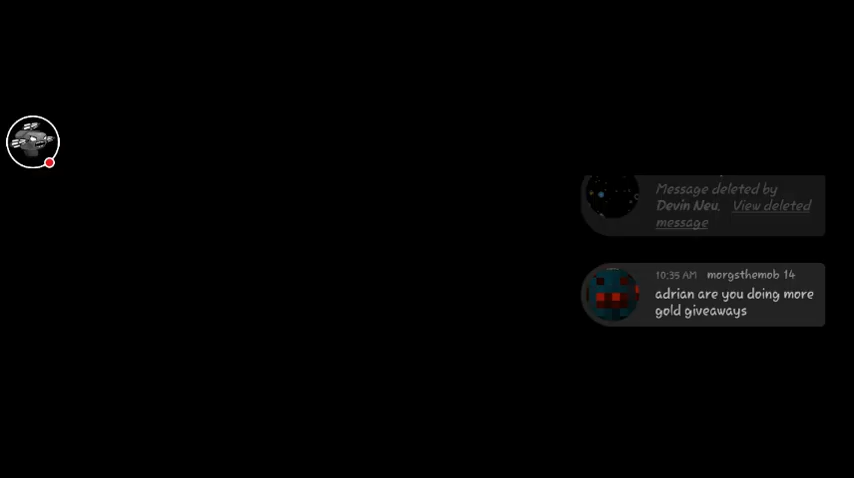 Message deleted by
Devin Neu. View deleted
message
10:35 AM morgsthemob 14
adrian are you doing more
gold giveaways